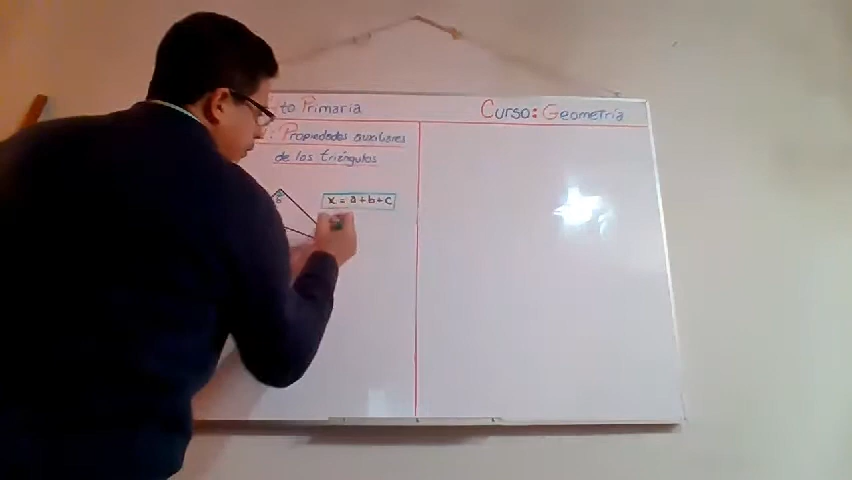 to Primaria
Curso: Geometría
: Propiedades auxiliares
de los triángulos
b
x = a + b + c